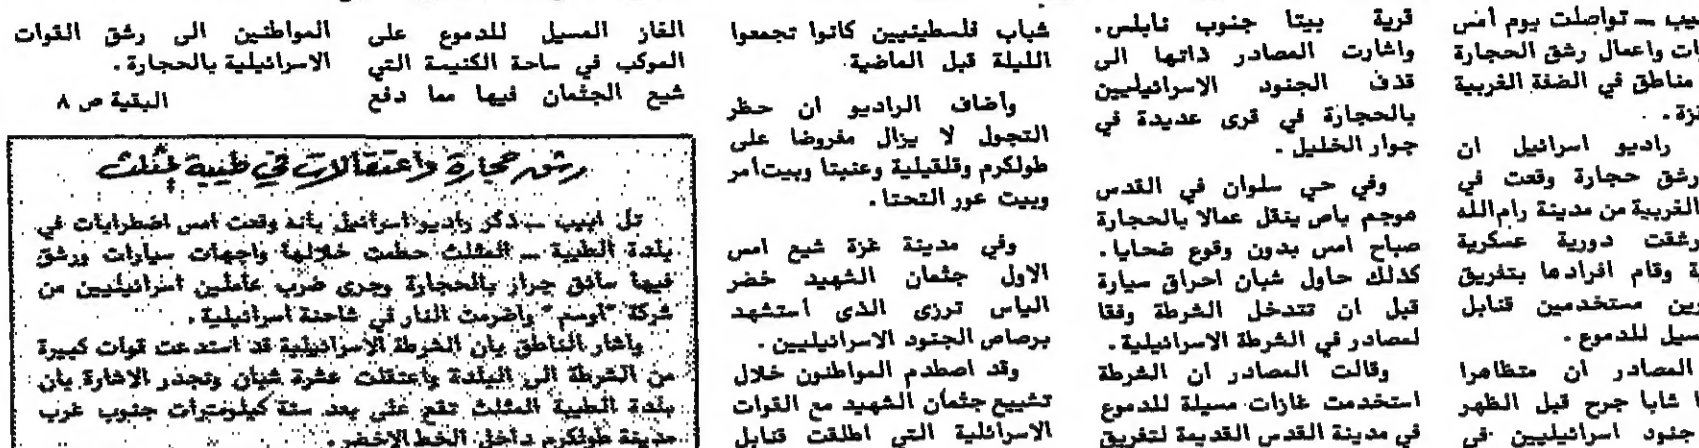 يب ــ تواصلت يوم امس
ات واعمال رشق الحجارة
مناطق في الضفة الغربية
زة .
راديو اسرائيل ان
رشق حجارة وقعت في
الغربية من مدينة رام الله
رشقت دورية عسكرية
ة وقام افرادها بتفريق
رين مستخدمين قنابل
سيل للدموع .
المصادر ان متظاهرا
ا شابا جرح قبل الظهر
جنود اسرائيليين في
قرية بيتا جنوب نابلس .
واشارت المصادر ذاتها الى
قذف الجنود الاسرائيليين
بالحجارة في قرى عديدة في
جوار الخليل .
وفي حي سلوان في القدس
هوجم باص ينقل عمالا بالحجارة
صباح امس بدون وقوع ضحايا .
كذلك حاول شبان احراق سيارة
قبل ان تتدخل الشرطة وفقا
لمصادر في الشرطة الاسرائيلية .
وقالت المصادر ان الشرطة
استخدمت غازات مسيلة للدموع
في مدينة القدس القديمة لتفريق
شباب فلسطينيين كانوا تجمعوا
الليلة قبل الماضية
وأضاف الراديو ان حظر
التجول لا يزال مفروضا على
طولكرم وقلقيلية وعنبتا وبيت امر
وبيت عور التحتا .
وفي مدينة غزة شيع امس
الاول جثمان الشهيد خضر
الياس ترزى الذى استشهد
برصاص الجنود الاسرائيليين .
وقد اصطدم المواطنون خلال
تشييع جثمان الشهيد مع القوات
الاسرائلية التي اطلقت قنابل
الغاز المسيل للدموع على
الموكب في ساحة الكنيسة التي
شيع الجثمان فيها مما دفع
المواطنين الى رشق القوات
الاسرائيلية بالحجارة .
البقية ص ٨
رشق حجارة واعتقالات في طيبة المثلث
تل ابيب ــ ذكر راديو اسرائيل بانه وقعت امس اضطرابات في
بلدة الطيبة ــ المثلث حطمت خلالها واجهات سيارات ورشق
فيها سائق جرار بالحجارة وجرى ضرب عاملين اسرائيليين من
شركة "اوسم" واضرمت النار في شاحنة اسرائيلية .
واشار الناطق بان الشرطة الاسرائيلية قد استدعت قوات كبيرة
من الشرطة الى البلدة واعتقلت عشرة شبان وتجدر الاشارة بان
بلدة الطيبة المثلث تقع على بعد ستة كيلومترات جنوب غرب
مدينة طولكرم داخل الخط الاخضر .